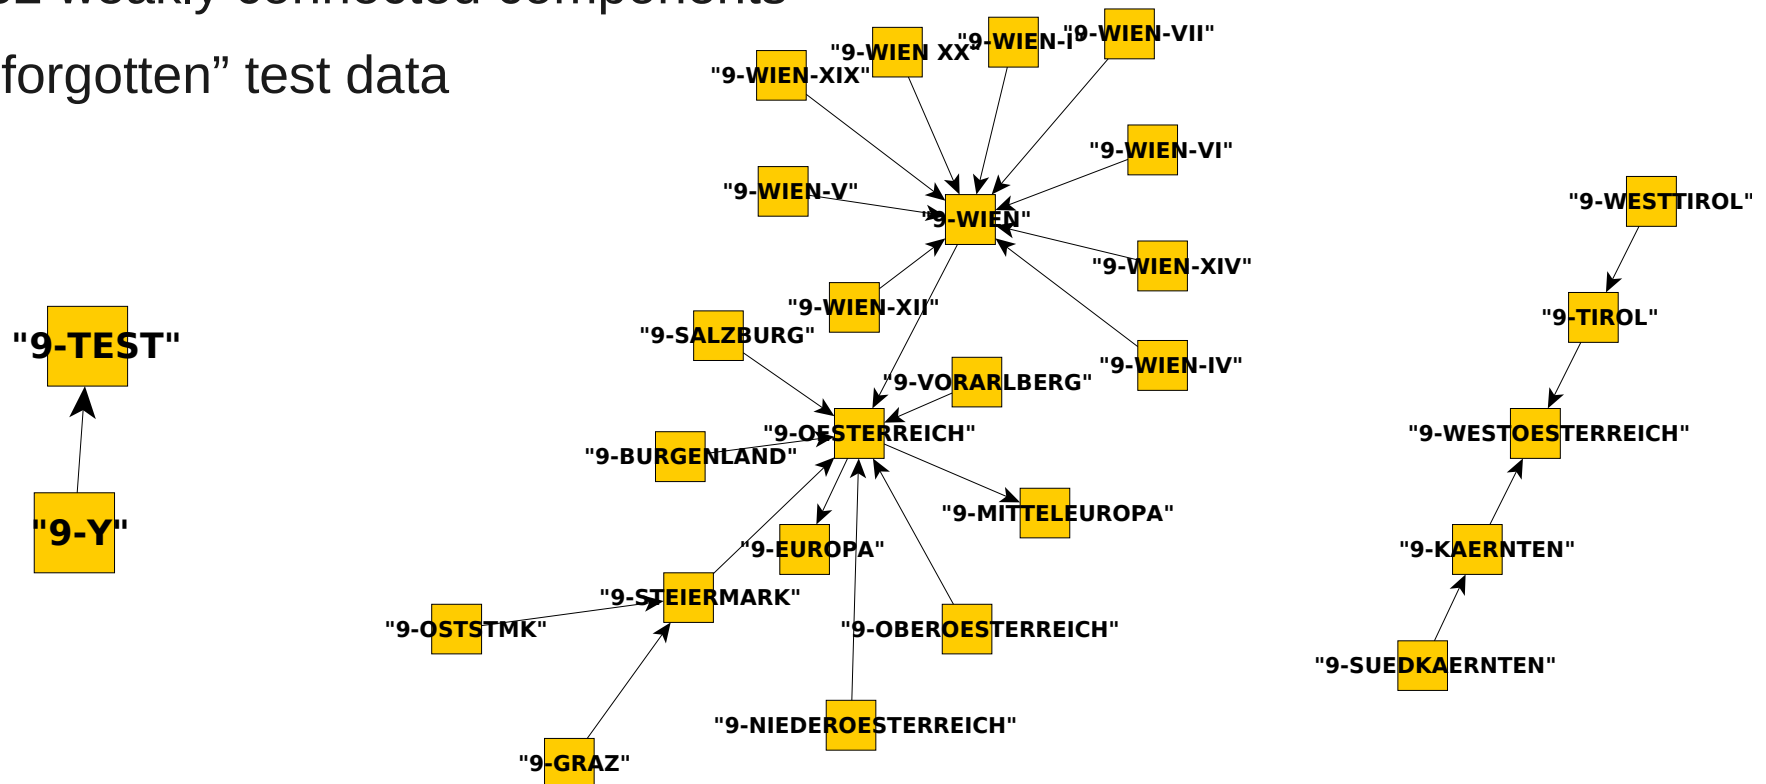 weakly connected components
forgotten” test data
"9-WIEN-VII"
"9-WIEN-I"
"9-WIEN XX"
"9-WIEN-XIX"
"9-WIEN-VI"
"9-WIEN-V"
"9-WESTTIROL"
"9-WIEN"
"9-WIEN-XIV"
"9-WIEN-XII"
"9-TIROL"
"9-SALZBURG"
"9-TEST"
"9-WIEN-IV"
"9-VORARLBERG"
"9-OESTERREICH"
"9-WESTOESTERREICH"
"9-BURGENLAND"
"9-MITTELEUROPA"
"9-Y"
"9-EUROPA"
"9-KAERNTEN"
"9-STEIERMARK"
"9-OSTSTMK"
"9-OBEROESTERREICH"
"9-SUEDKAERNTEN"
"9-NIEDEROESTERREICH"
"9-GRAZ"